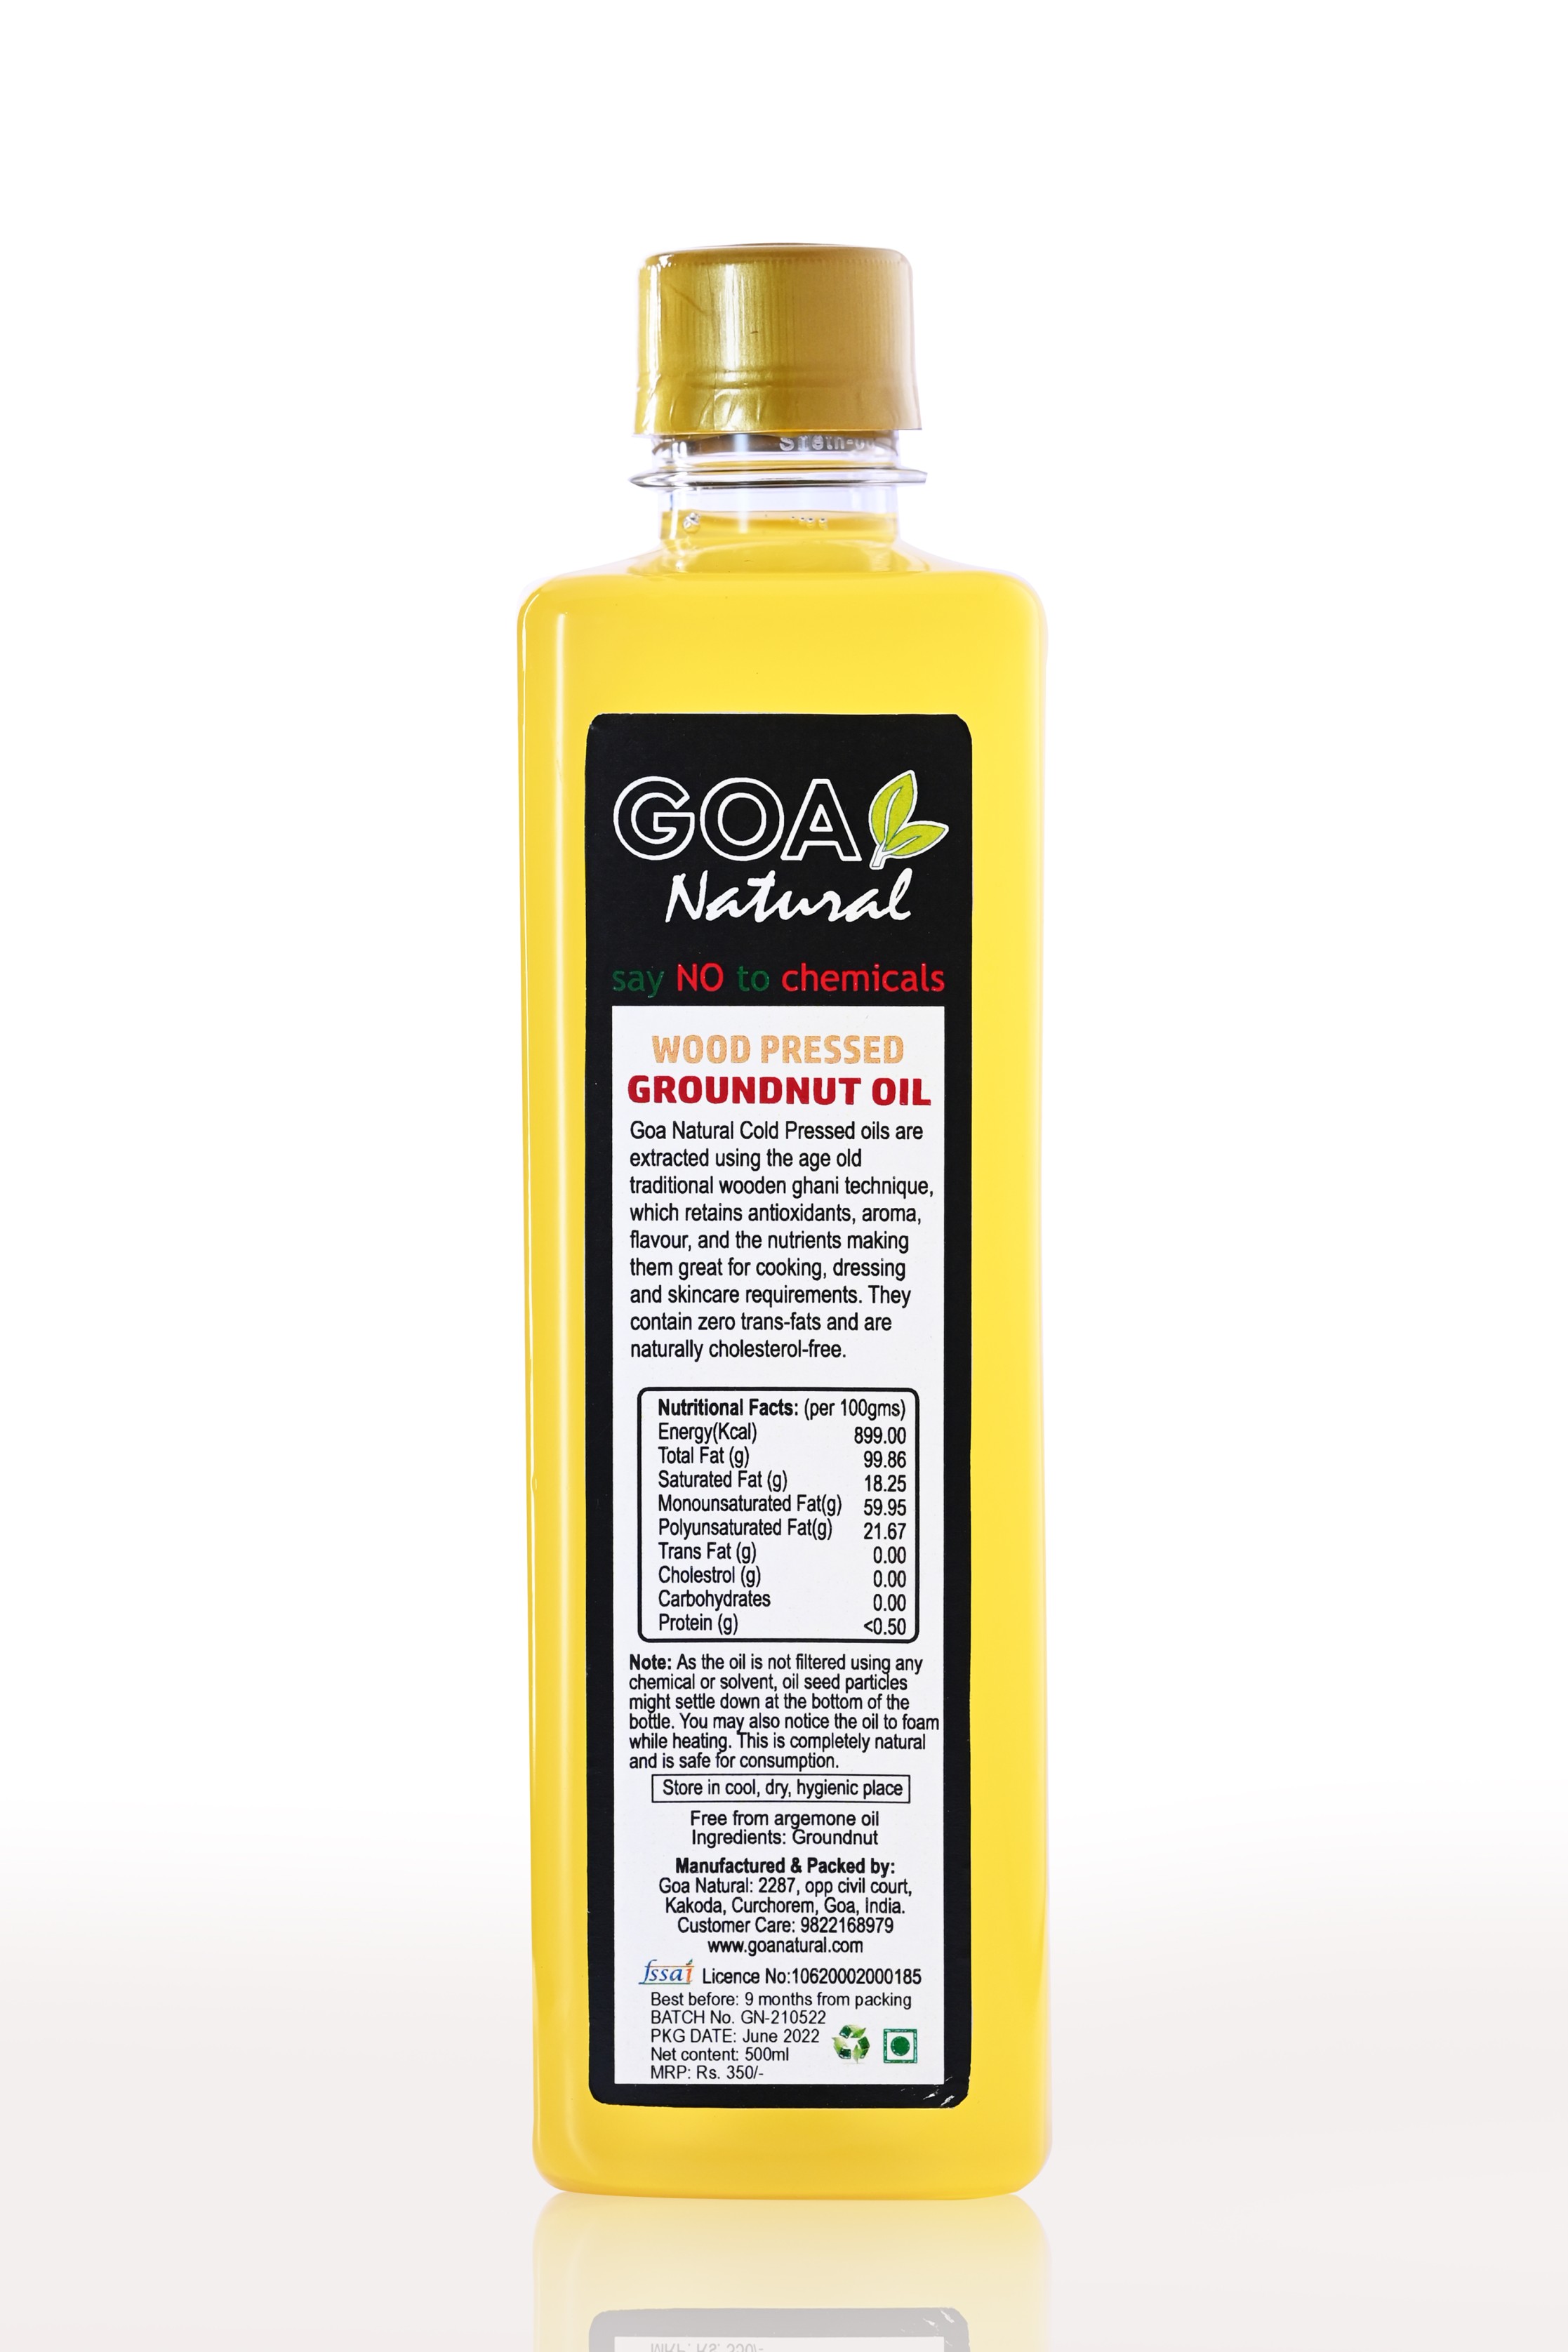 GOA
Natural
say NO to chemicals
WOOD PRESSED
GROUNDNUT OIL
Goa Natural Cold Pressed oils are
extracted using the age old
traditional wooden ghani technique,
which retains antioxidants, aroma,
flavour, and the nutrients making
them great for cooking, dressing
and skincare requirements. They
contain zero trans-fats and are
naturally cholesterol-free.
Nutritional Facts: (per 100gms)
Energy(Kcal) 899.00
Total Fat (g) 99.86
Saturated Fat (g) 18.25
Monounsaturated Fat(g) 59.95
Polyunsaturated Fat(g) 21.67
Trans Fat (g) 0.00
Cholestrol (g) 0.00
Carbohydrates 0.00
Protein (g) <0.50
Note: As the oil is not filtered using any
chemical or solvent, oil seed particles
might settle down at the bottom of the
bottle. You may also notice the oil to foam
while heating. This is completely natural
and is safe for consumption.
Store in cool, dry, hygienic place
Free from argemone oil
Ingredients: Groundnut
Manufactured & Packed by:
Goa Natural: 2287, opp civil court,
Kakoda, Curchorem, Goa, India.
Customer Care: 9822168979
www.goanatural.com
fssai Licence No:10620002000185
Best before: 9 months from packing
BATCH No. GN-210522
PKG DATE: June 2022
Net content: 500ml
MRP: Rs. 350/-